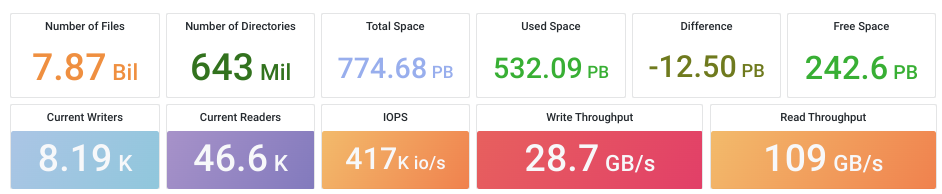 Number of Files
7.87 Bil
Number of Directories
643 Mil
Total Space
774.68 PB
Used Space
532.09 PB
Difference
-12.50 PB
Free Space
242.6 PB
Current Writers
8.19 K
Current Readers
46.6 K
IOPS
417K io/s
Write Throughput
28.7 GB/s
Read Throughput
109 GB/s